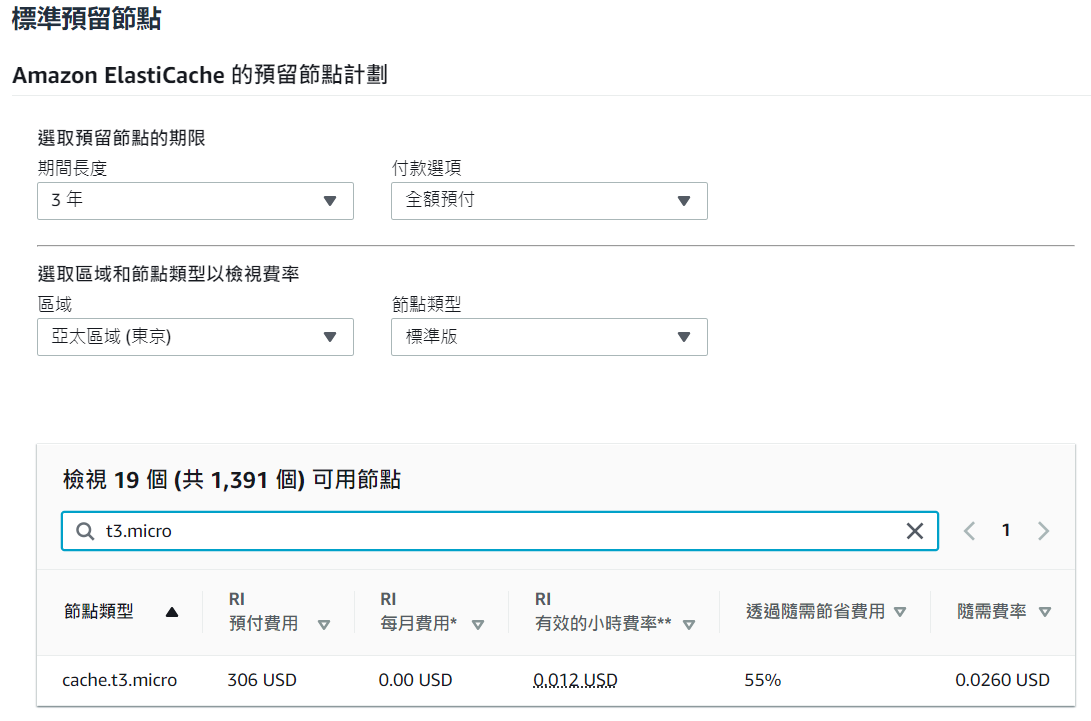 標準預留節點
Amazon ElastiCache 的預留節點計劃
選取預留節點的期限
期間長度 付款選項
3 年 全額預付
選取區域和節點類型以檢視費率
區域 節點類型
亞太區域 (東京) 標準版
檢視 19 個 (共 1,391 個) 可用節點
t3.micro 1
節點類型 RI 預付費用 RI 每月費用* RI 有效的小時費率** 透過隨需節省費用 隨需費率
cache.t3.micro 306 USD 0.00 USD 0.012 USD 55% 0.0260 USD